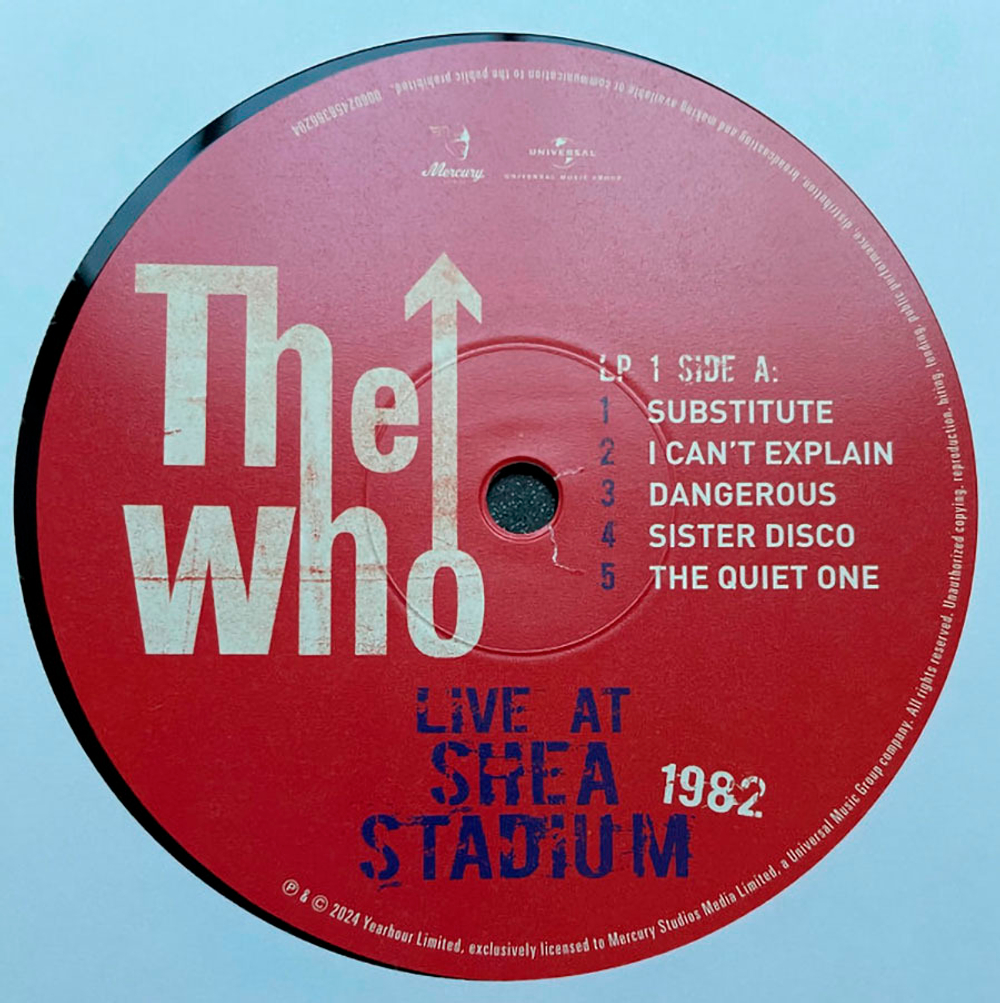 Mercury
UNIVERSAL
UNIVERSAL MUSIC GROUP
The
Who
LP 1 SIDE A:
1 SUBSTITUTE
2 I CAN'T EXPLAIN
3 DANGEROUS
4 SISTER DISCO
5 THE QUIET ONE
LIVE AT
SHEA
STADIUM
1982
Ⓟ & © 2024 Yearhour Limited, exclusively licensed to Mercury Studios Media Limited, a Universal Music Group company. All rights reserved. Unauthorized copying, reproduction, hiring, lending, public performance, distribution, broadcasting and making available or communication to the public prohibited. 00602458396204